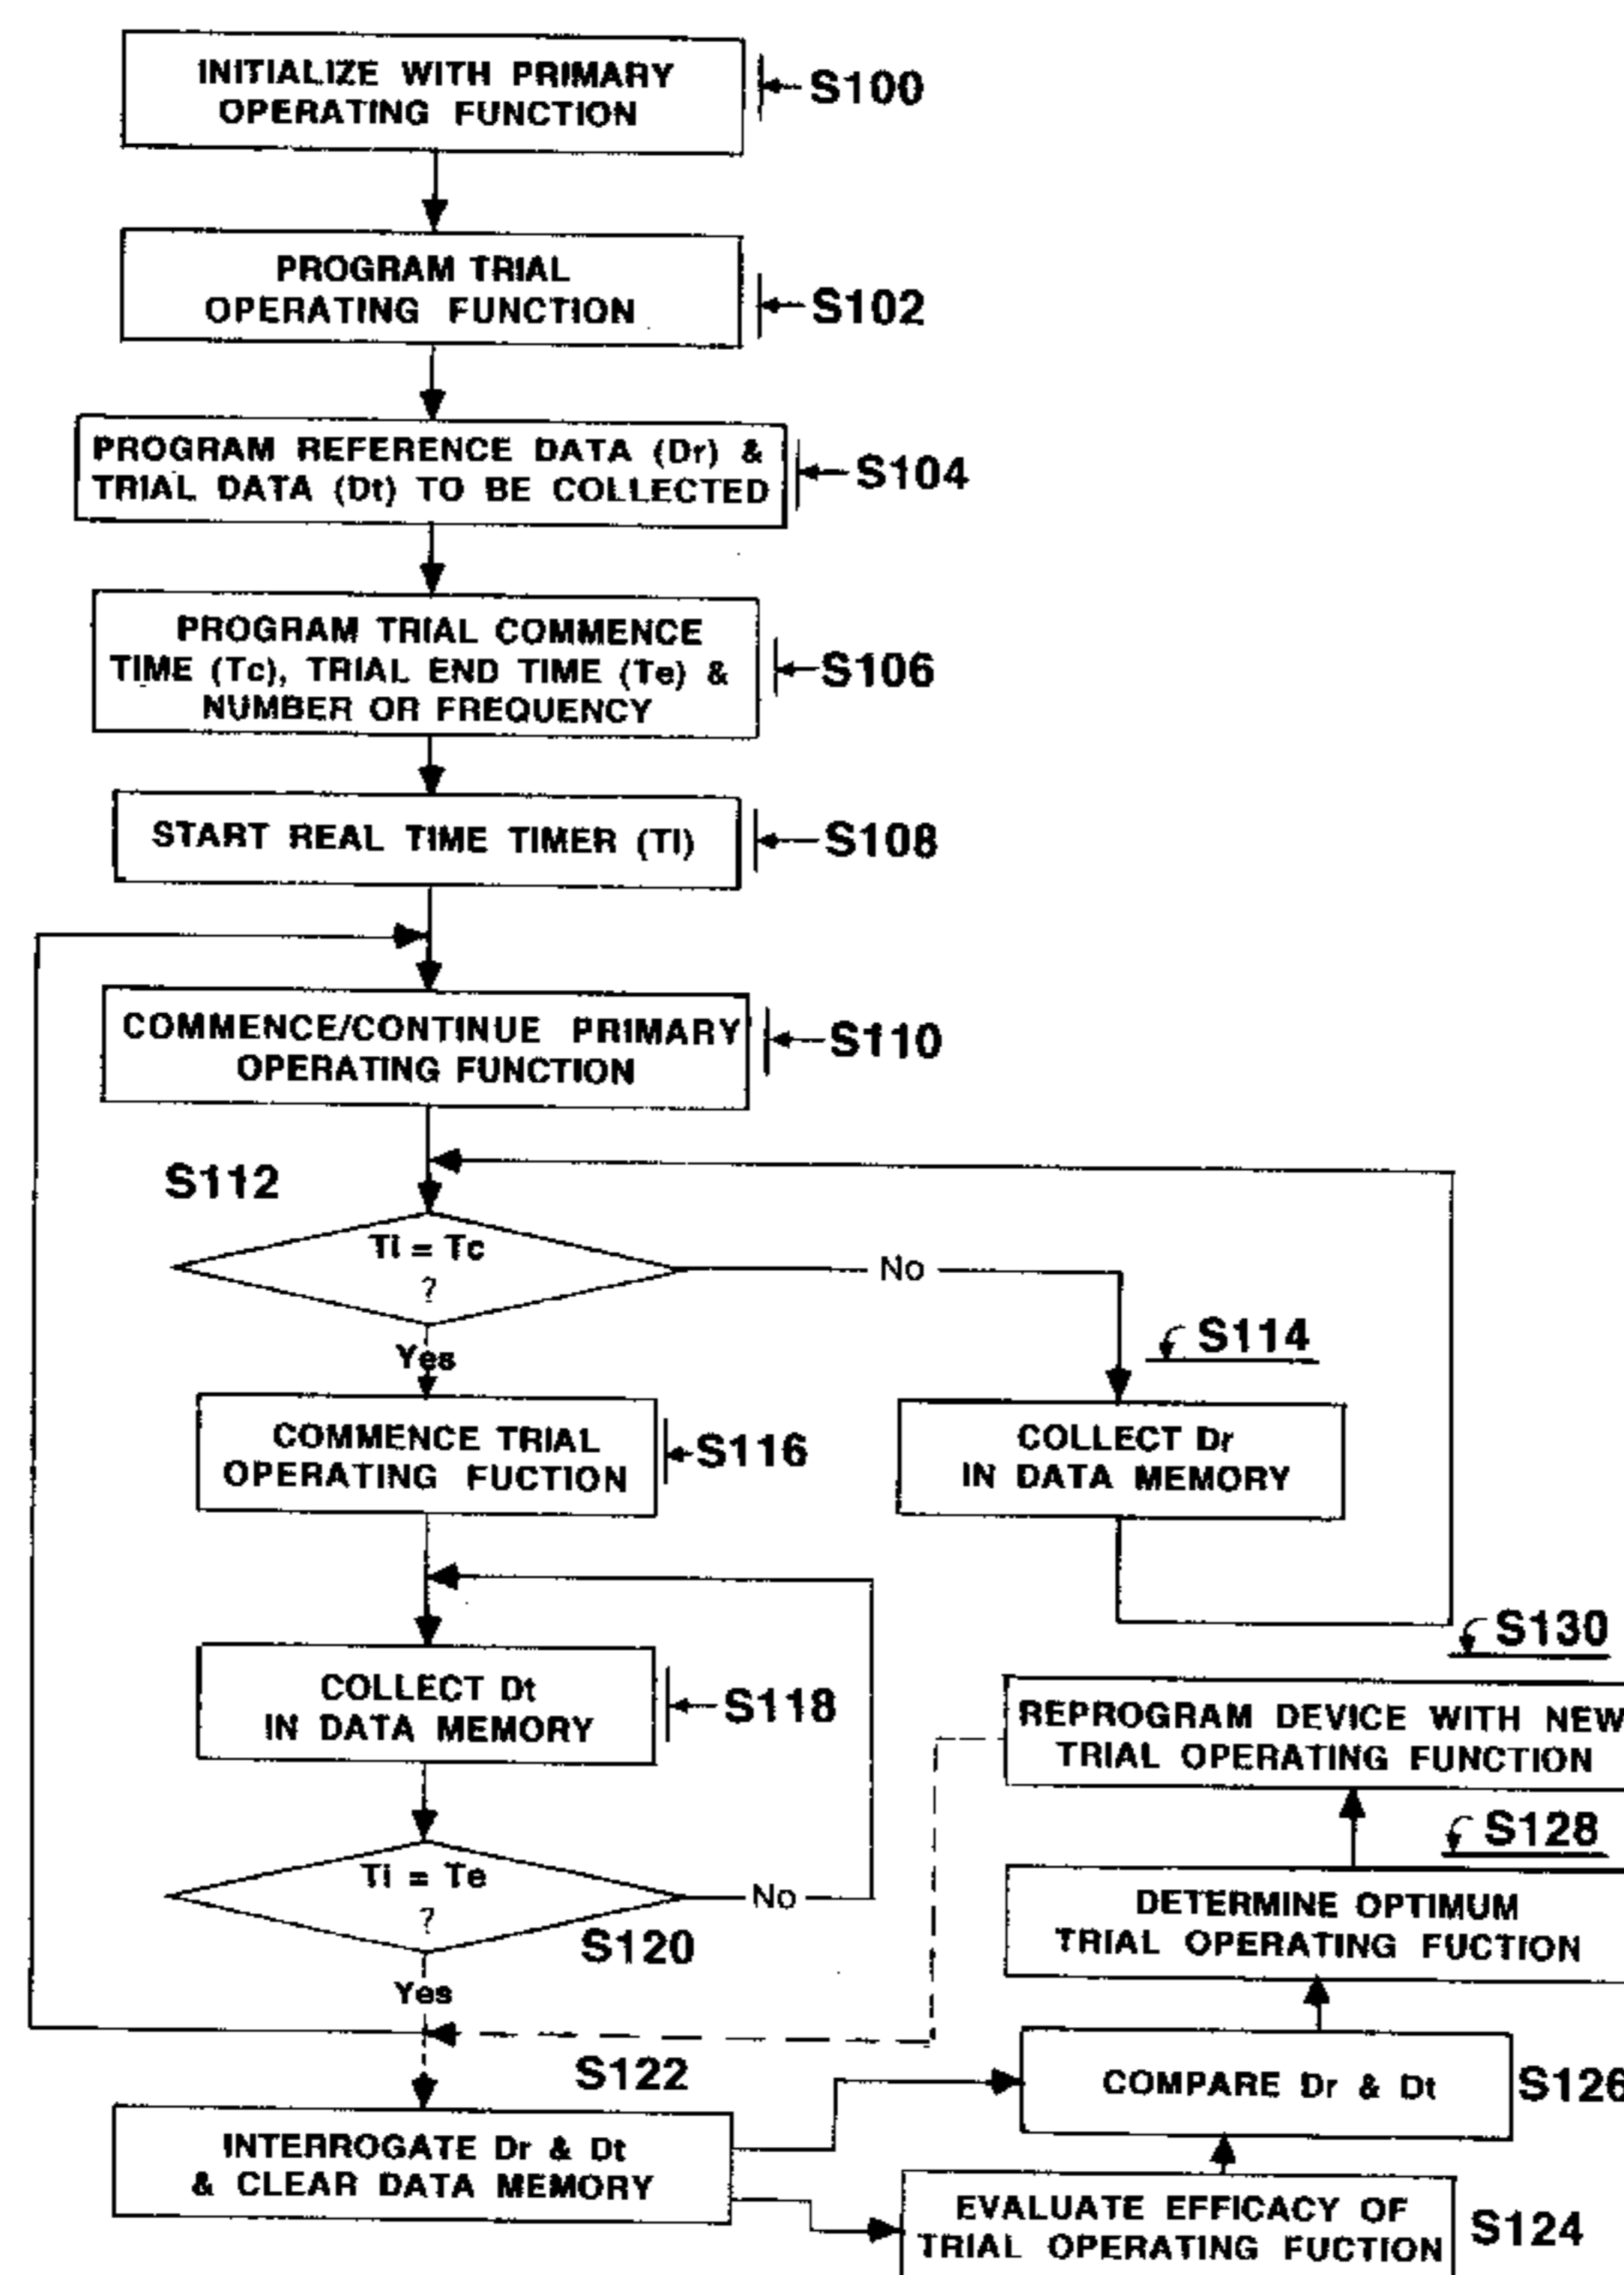 INITIALIZE WITH PRIMARY
OPERATING FUNCTION
S100
PROGRAM TRIAL
OPERATING FUNCTION
S102
PROGRAM REFERENCE DATA (Dr) &
TRIAL DATA (Dt) TO BE COLLECTED
S104
PROGRAM TRIAL COMMENCE
TIME (Tc), TRIAL END TIME (Te) &
NUMBER OR FREQUENCY
S106
START REAL TIME TIMER (TI)
S108
COMMENCE/CONTINUE PRIMARY
OPERATING FUNCTION
S110
S112
Ti = Tc
?
No
Yes
S114
COLLECT Dr
IN DATA MEMORY
COMMENCE TRIAL
OPERATING FUCTION
S116
COLLECT Dt
IN DATA MEMORY
S118
Ti = Te
?
No
S120
Yes
S130
REPROGRAM DEVICE WITH NEW
TRIAL OPERATING FUNCTION
S128
DETERMINE OPTIMUM
TRIAL OPERATING FUCTION
S122
COMPARE Dr & Dt
S126
INTERROGATE Dr & Dt
& CLEAR DATA MEMORY
EVALUATE EFFICACY OF
TRIAL OPERATING FUCTION
S124